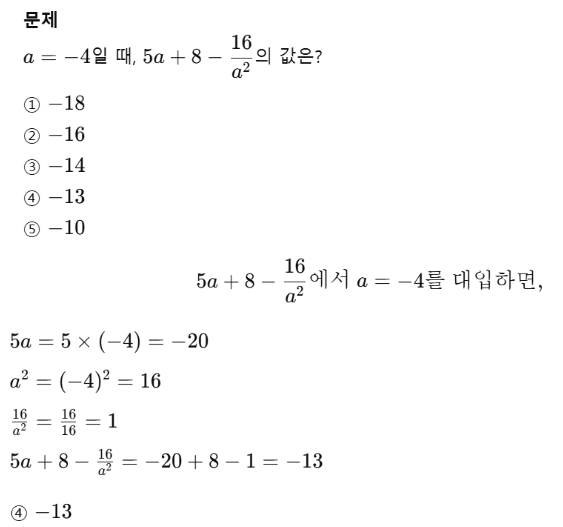 문제
a = −4일 때, 5a + 8 − 16/a²의 값은?
① −18
② −16
③ −14
④ −13
⑤ −10
5a + 8 − 16/a²에서 a = −4를 대입하면,
5a = 5 × (−4) = −20
a² = (−4)² = 16
16/a² = 16/16 = 1
5a + 8 − 16/a² = −20 + 8 − 1 = −13
④ −13